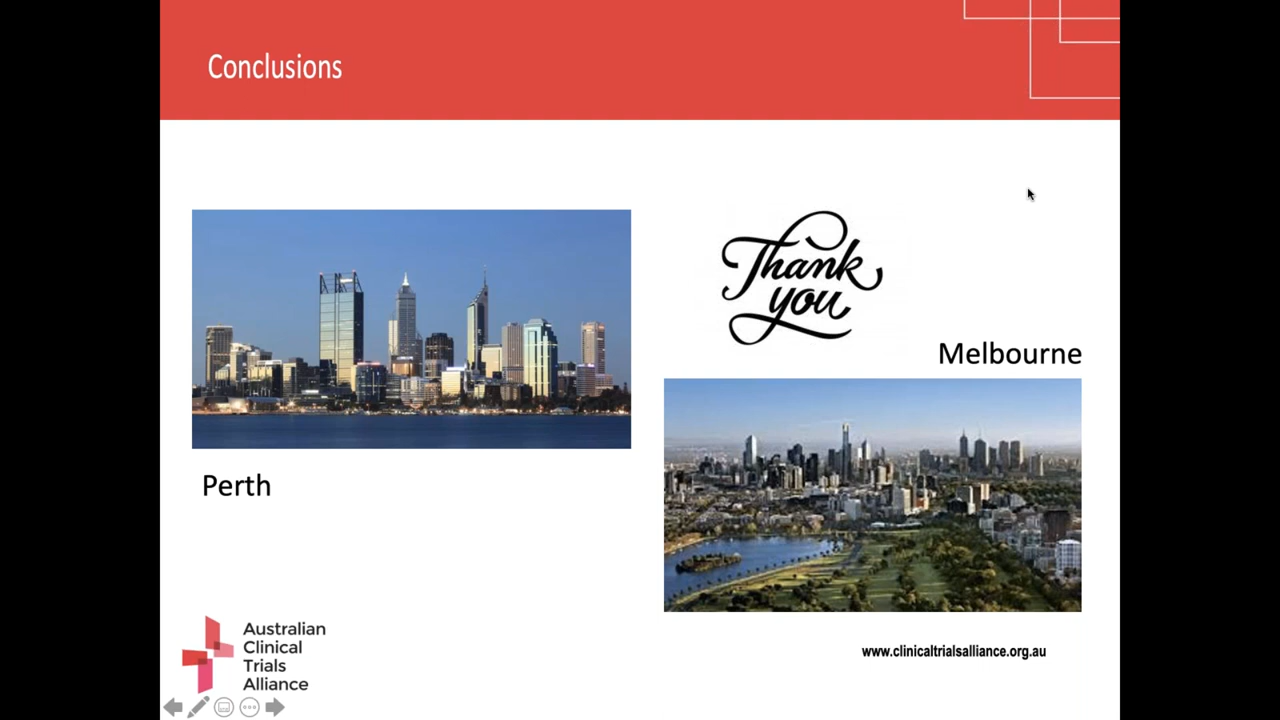 Conclusions
Thank
you
Melbourne
Perth
Australian
Clinical
Trials
Alliance
www.clinicaltrialsalliance.org.au